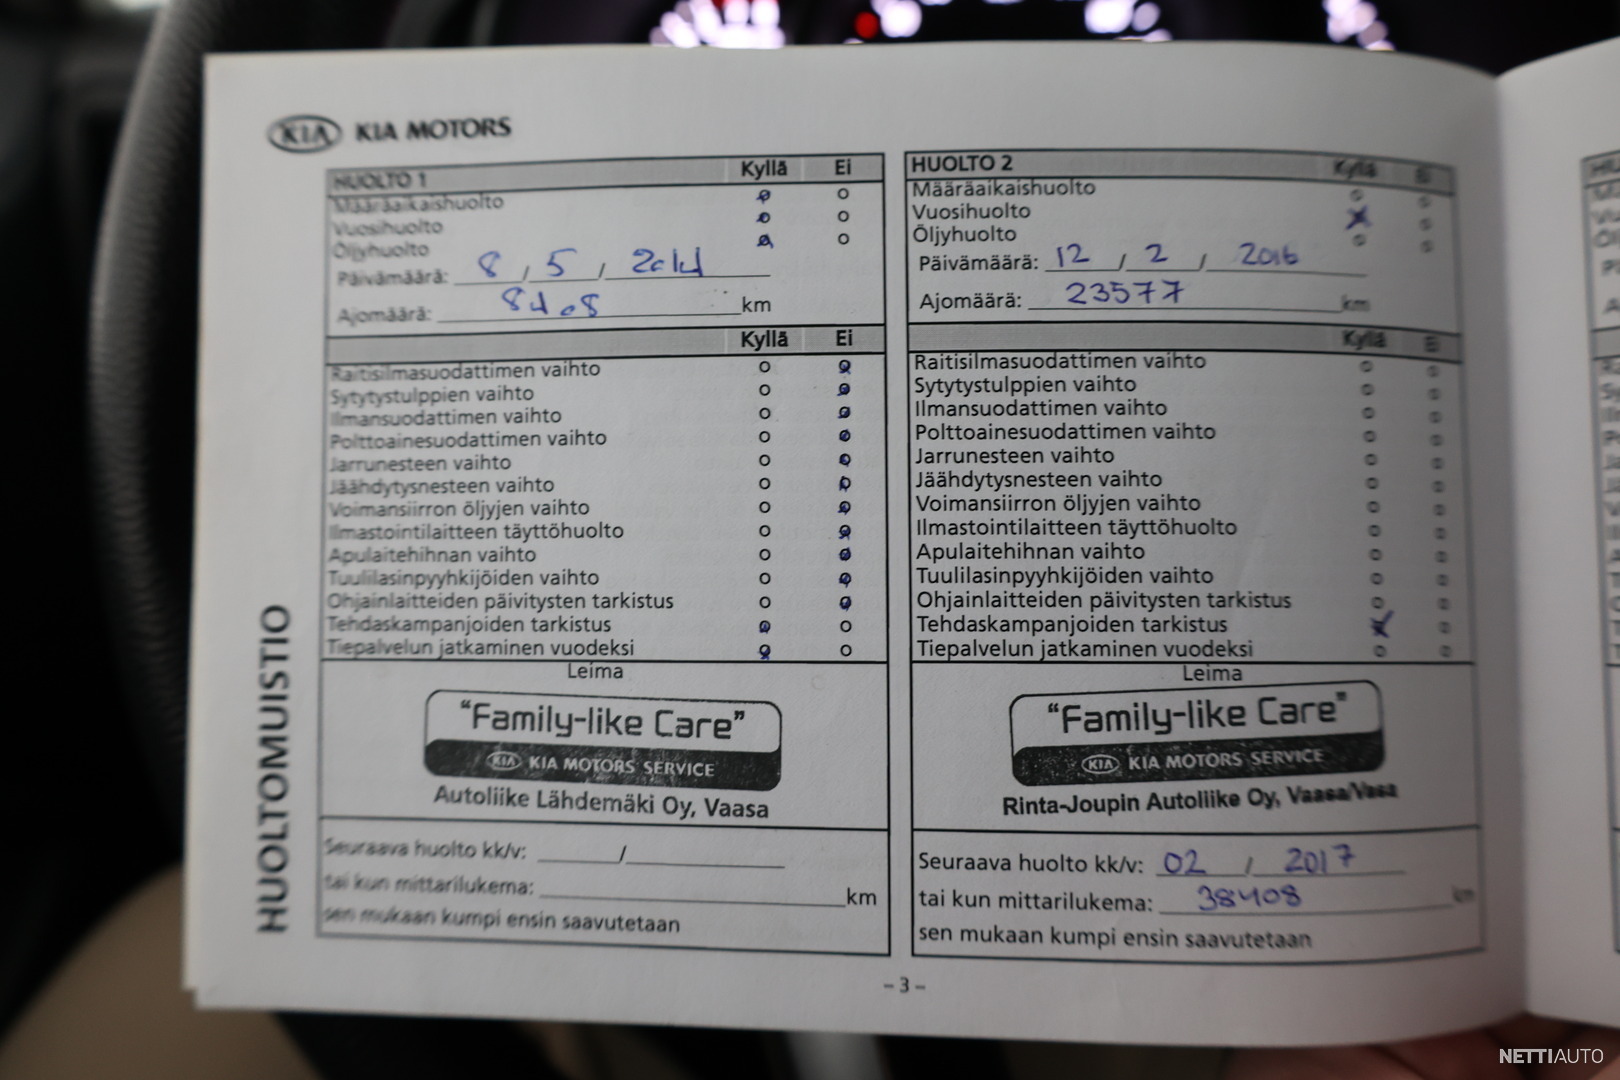 KIA KIA MOTORS
HUOLTO 1 Kyllä Ei
Määräaikaishuolto
Vuosihuolto
Öljyhuolto
Päivämäärä: 8 / 5 / 2014
Ajomäärä: 8408 km
Kyllä Ei
Raitisilmasuodattimen vaihto
Sytytystulppien vaihto
Ilmansuodattimen vaihto
Polttoainesuodattimen vaihto
Jarrunesteen vaihto
Jäähdytysnesteen vaihto
Voimansiirron öljyjen vaihto
Ilmastointilaitteen täyttöhuolto
Apulaitehihnan vaihto
Tuulilasinpyyhkijöiden vaihto
Ohjainlaitteiden päivitysten tarkistus
Tehdaskampanjoiden tarkistus
Tiepalvelun jatkaminen vuodeksi
Leima
"Family-like Care"
KIA KIA MOTORS SERVICE
Autoliike Lähdemäki Oy, Vaasa
Seuraava huolto kk/v: /
tai kun mittarilukema: km
sen mukaan kumpi ensin saavutetaan
HUOLTO 2 Kyllä Ei
Määräaikaishuolto
Vuosihuolto
Öljyhuolto
Päivämäärä: 12 / 2 / 2016
Ajomäärä: 23577 km
Kyllä Ei
Raitisilmasuodattimen vaihto
Sytytystulppien vaihto
Ilmansuodattimen vaihto
Polttoainesuodattimen vaihto
Jarrunesteen vaihto
Jäähdytysnesteen vaihto
Voimansiirron öljyjen vaihto
Ilmastointilaitteen täyttöhuolto
Apulaitehihnan vaihto
Tuulilasinpyyhkijöiden vaihto
Ohjainlaitteiden päivitysten tarkistus
Tehdaskampanjoiden tarkistus
Tiepalvelun jatkaminen vuodeksi
Leima
"Family-like Care"
KIA KIA MOTORS SERVICE
Rinta-Joupin Autoliike Oy, Vaasa/Vasa
Seuraava huolto kk/v: 02 / 2017
tai kun mittarilukema: 38408 km
sen mukaan kumpi ensin saavutetaan
HUOLTOMUISTIO
- 3 -
NETTIAUTO